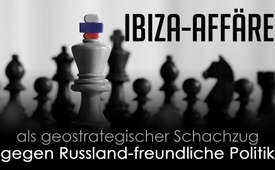 IBIZA-AFFÄRE
als geostrategischer Schachzug
gegen Russland-freundliche Politik